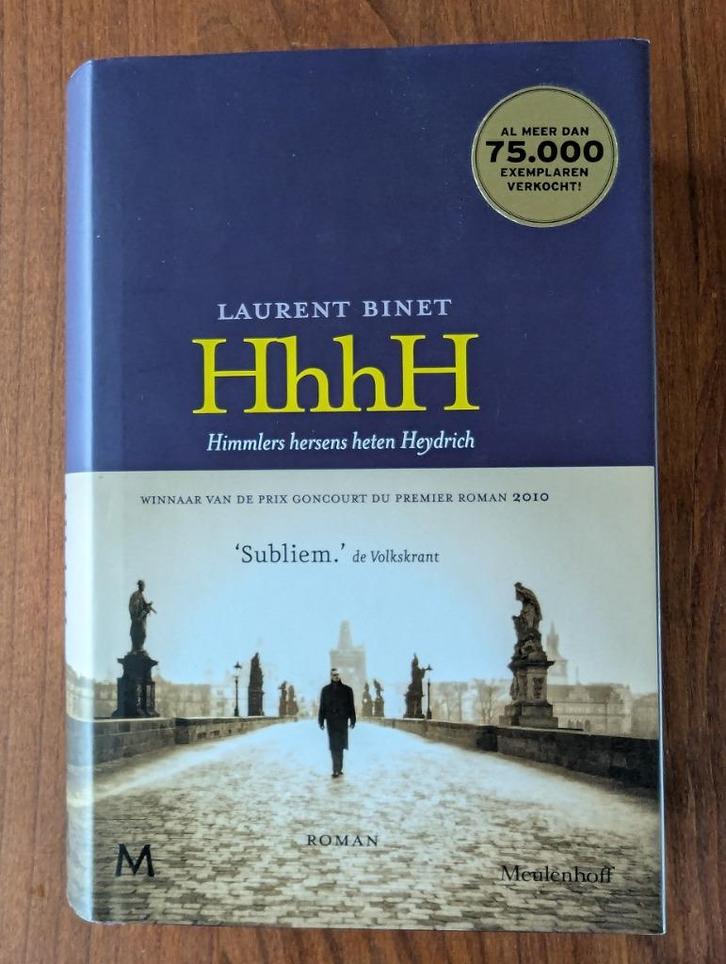 AL MEER DAN
75.000
EXEMPLAREN
VERKOCHT!
LAURENT BINET
HhhH
Himmlers hersens heten Heydrich
WINNAAR VAN DE PRIX GONCOURT DU PREMIER ROMAN 2010
‘Subliem.’ de Volkskrant
ROMAN
M
Meulenhoff